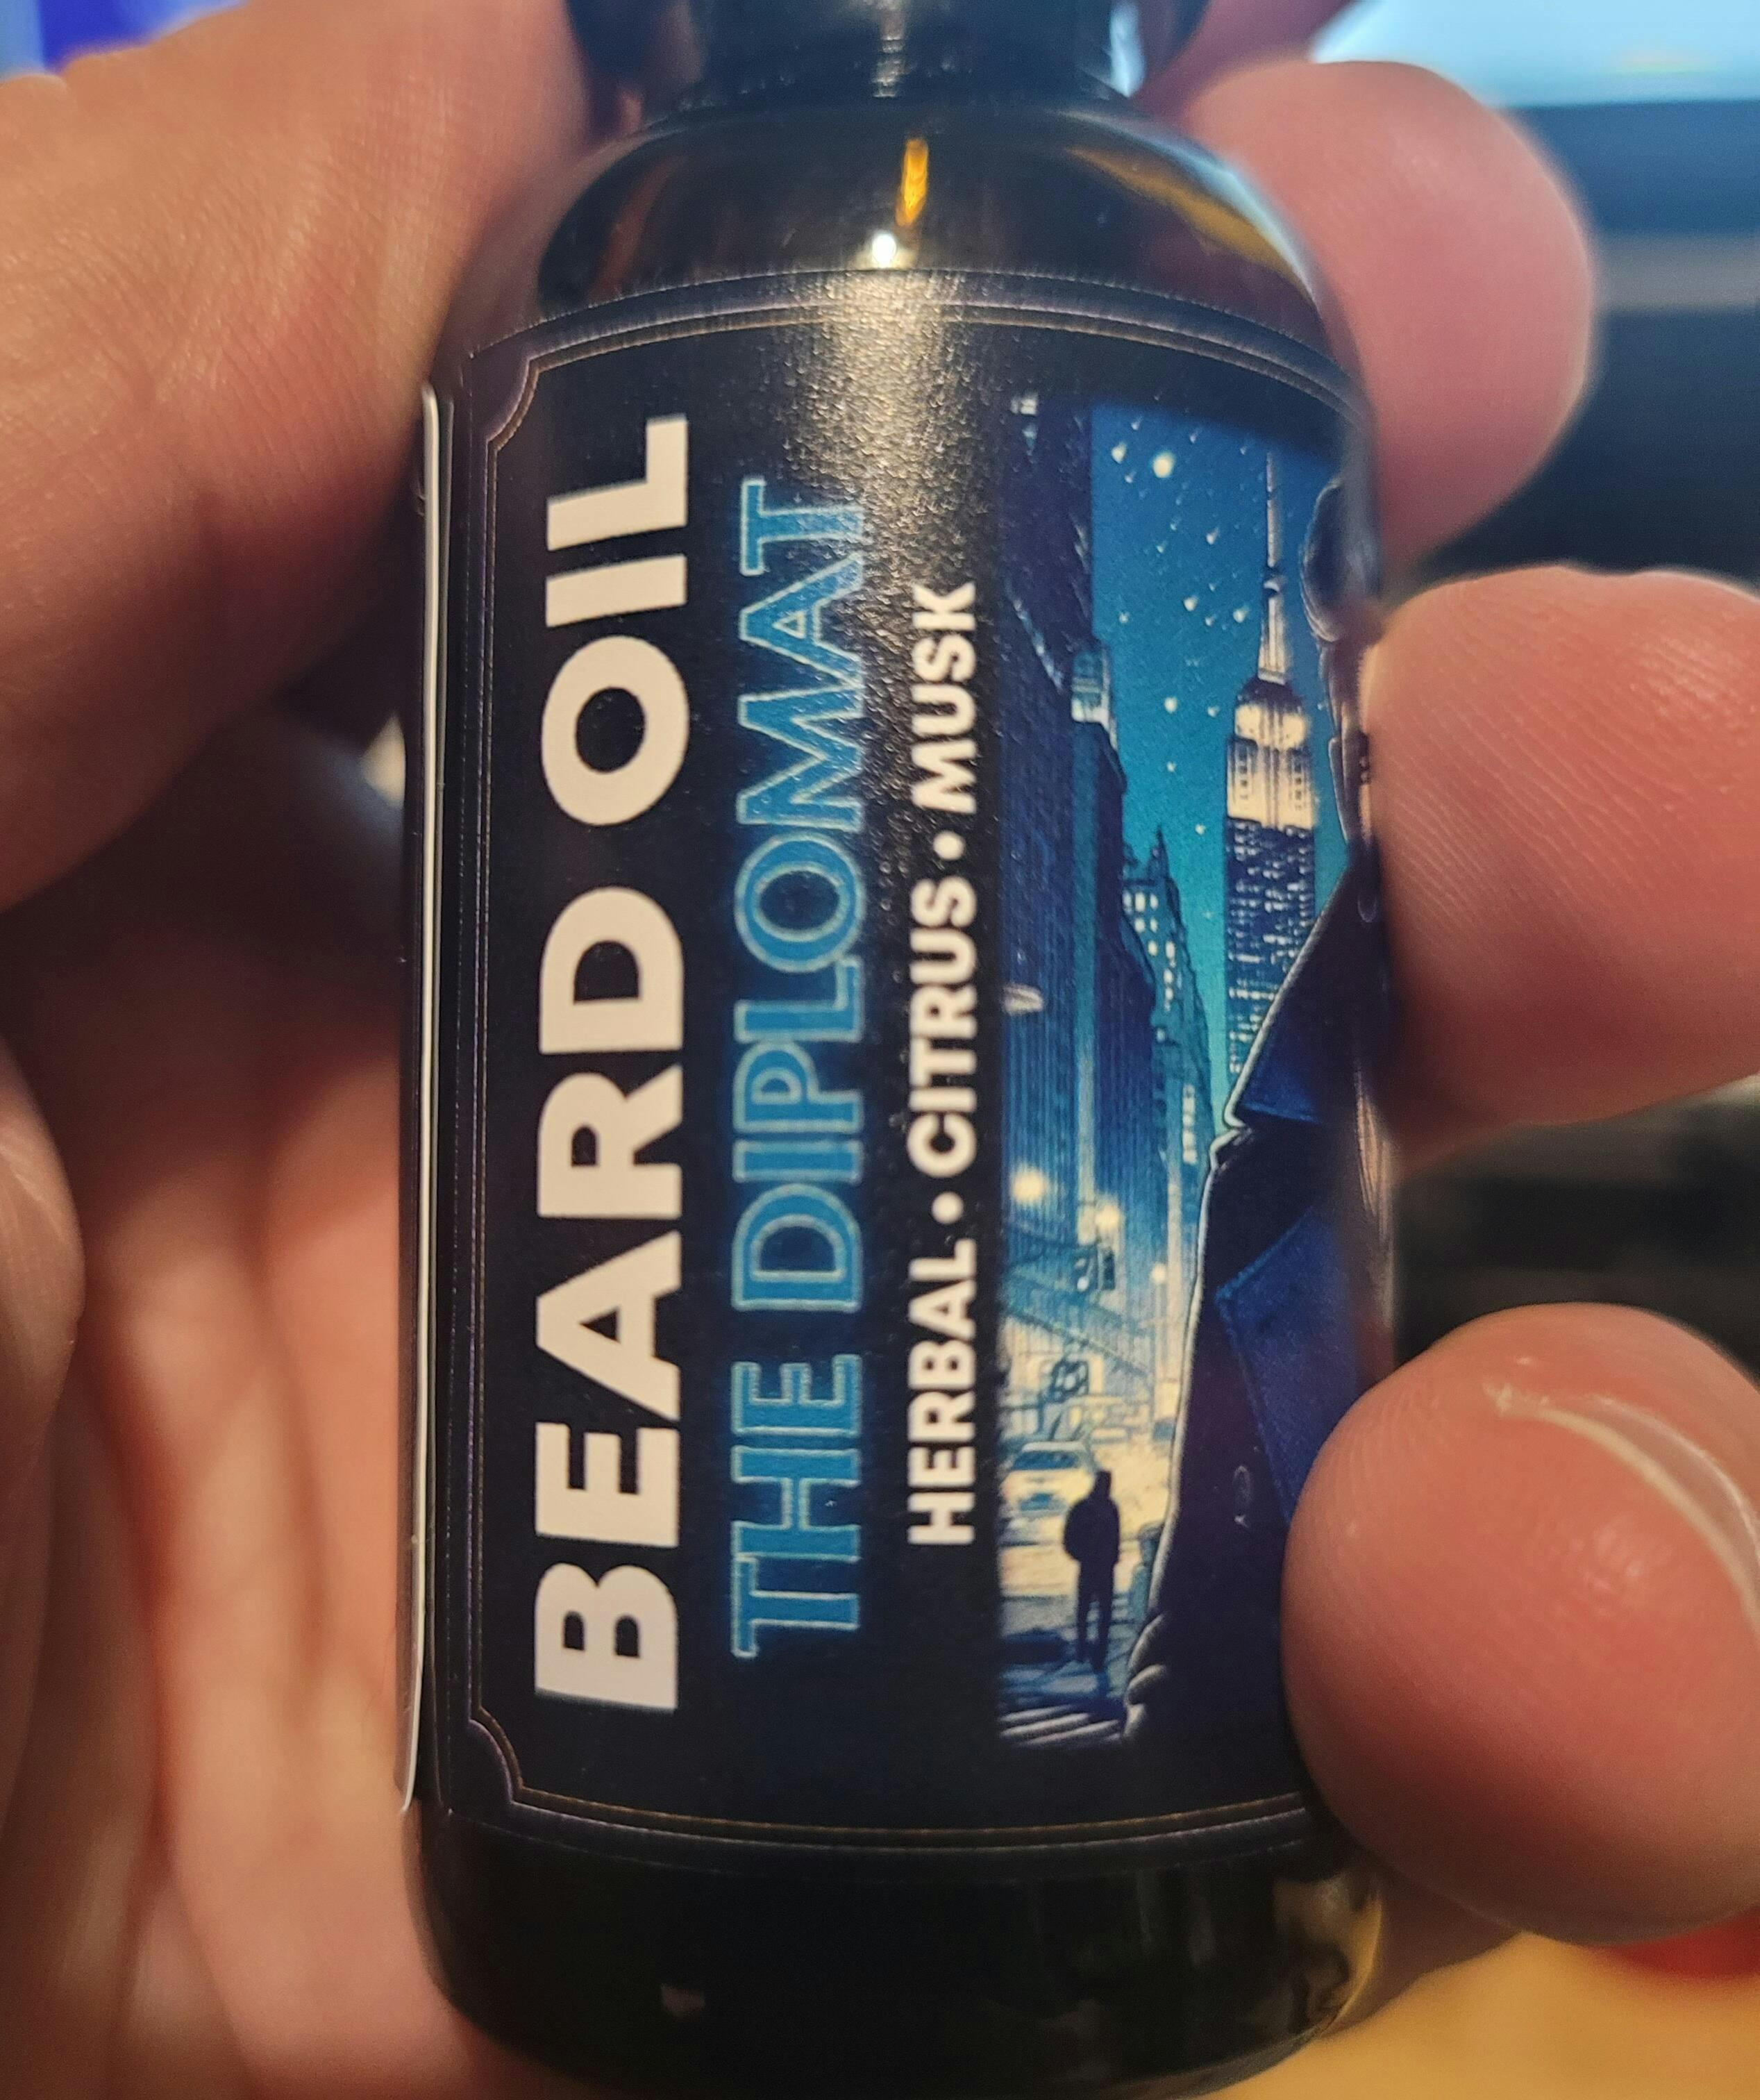 BEARD OIL
THE DIPLOMAT
HERBAL • CITRUS • MUSK